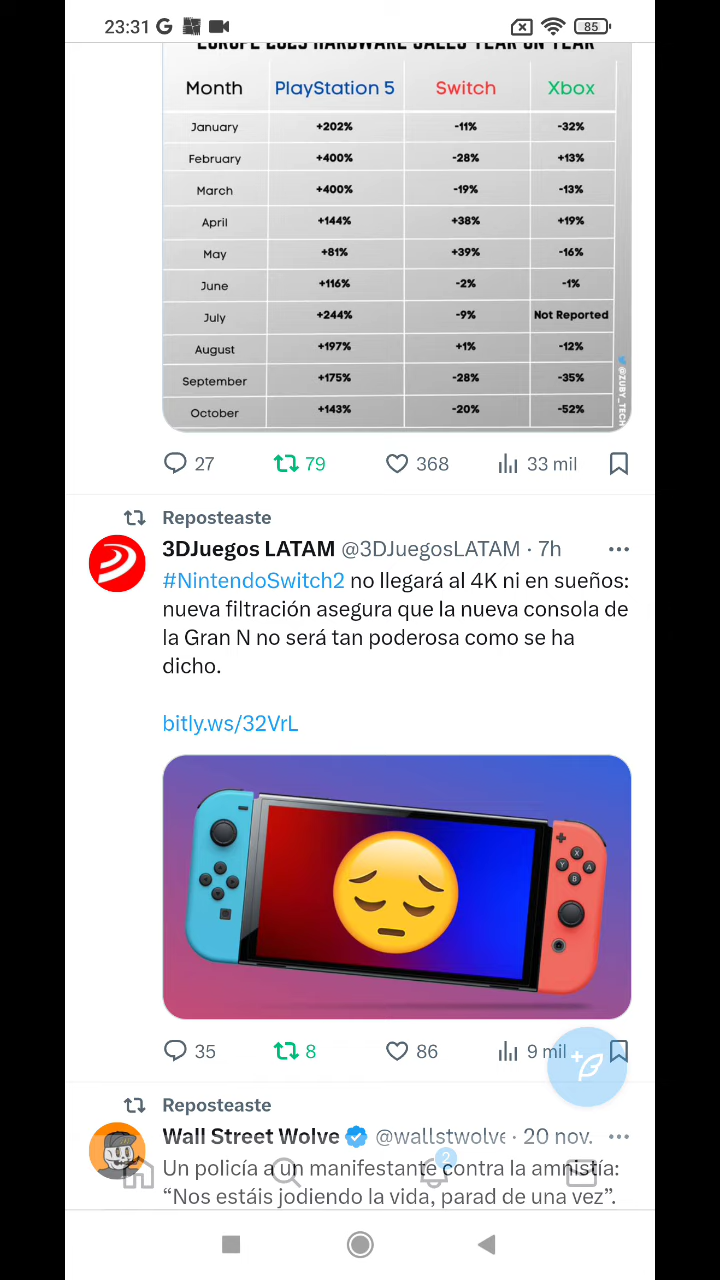 23:31
85
EUROPE 2023 HARDWARE SALES YEAR ON YEAR
Month PlayStation 5 Switch Xbox
January +202% -11% -32%
February +400% -28% +13%
March +400% -19% -13%
April +144% +38% +19%
May +81% +39% -16%
June +116% -2% -1%
July +244% -9% Not Reported
August +197% +1% -12%
September +175% -28% -35%
October +143% -20% -52%
@ZUBY_TECH
27 79 368 33 mil
Reposteaste
3DJuegos LATAM @3DJuegosLATAM · 7h
#NintendoSwitch2 no llegará al 4K ni en sueños:
nueva filtración asegura que la nueva consola de
la Gran N no será tan poderosa como se ha
dicho.
bitly.ws/32VrL
X
Y A
B
35 8 86 9 mil
Reposteaste
Wall Street Wolve @wallstwolve · 20 nov.
Un policía a un manifestante contra la amnistía:
2
“Nos estáis jodiendo la vida, parad de una vez”.